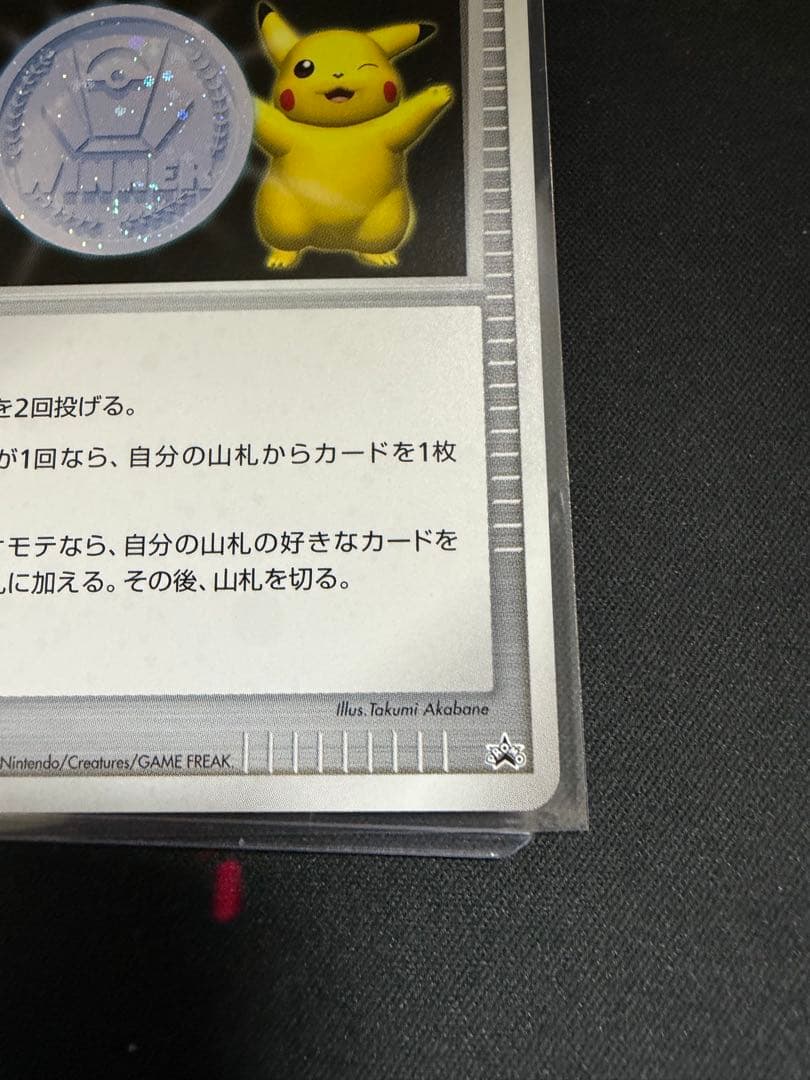 WINNER
を2回投げる。
が1回なら、自分の山札からカードを1枚
モテなら、自分の山札の好きなカードを
に加える。その後、山札を切る。
Illus. Takumi Akabane
Nintendo/Creatures/GAME FREAK.
PROMO